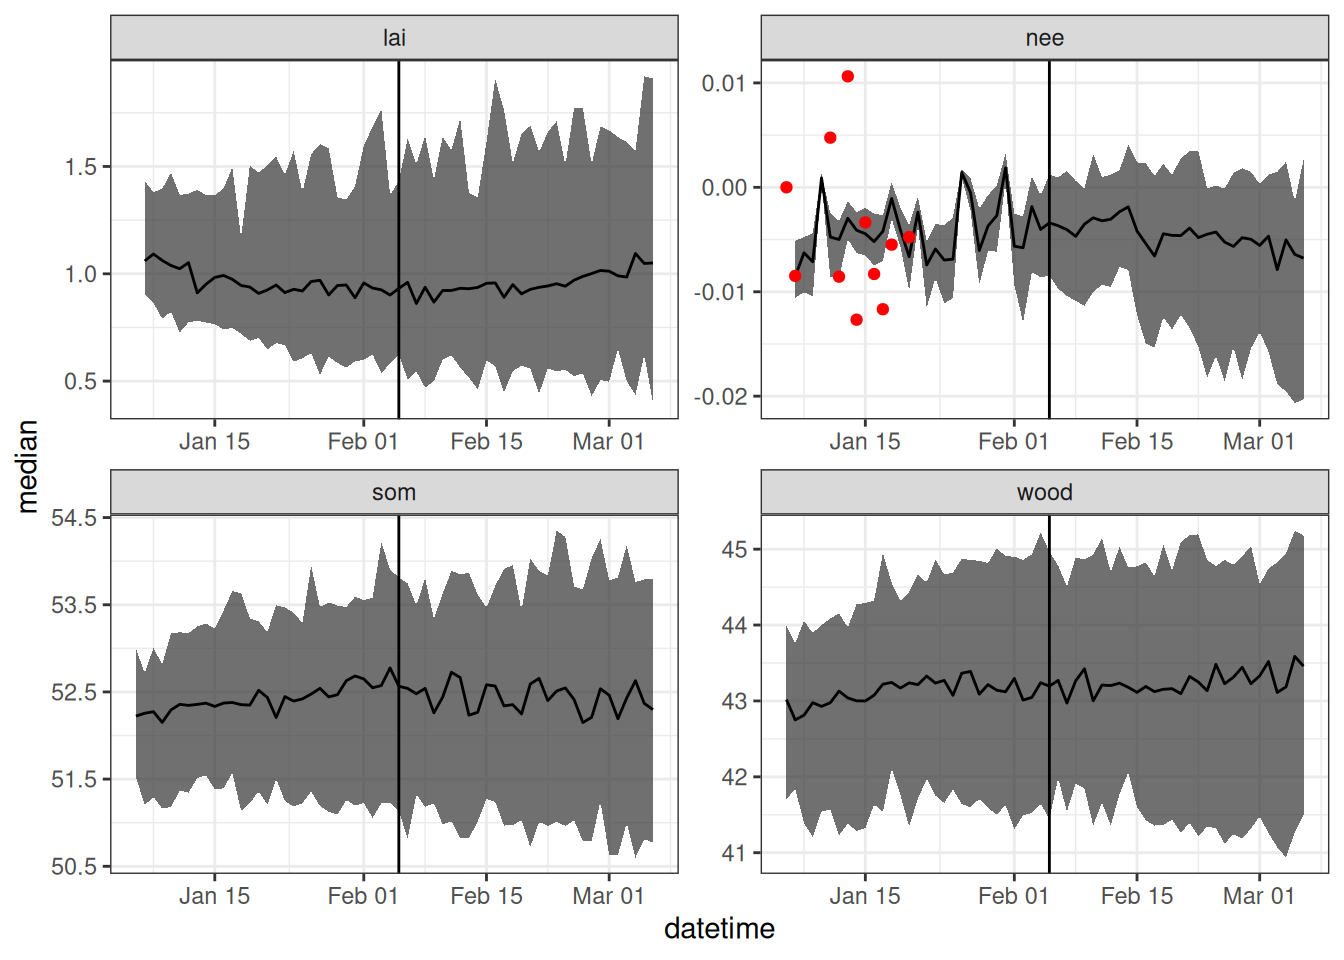 lai
nee
1.5
1.0
0.5
0.01
0.00
-0.01
-0.02
Jan 15 Feb 01 Feb 15 Mar 01
Jan 15 Feb 01 Feb 15 Mar 01
median
som
wood
54.5
53.5
52.5
51.5
50.5
45
44
43
42
41
Jan 15 Feb 01 Feb 15 Mar 01
Jan 15 Feb 01 Feb 15 Mar 01
datetime